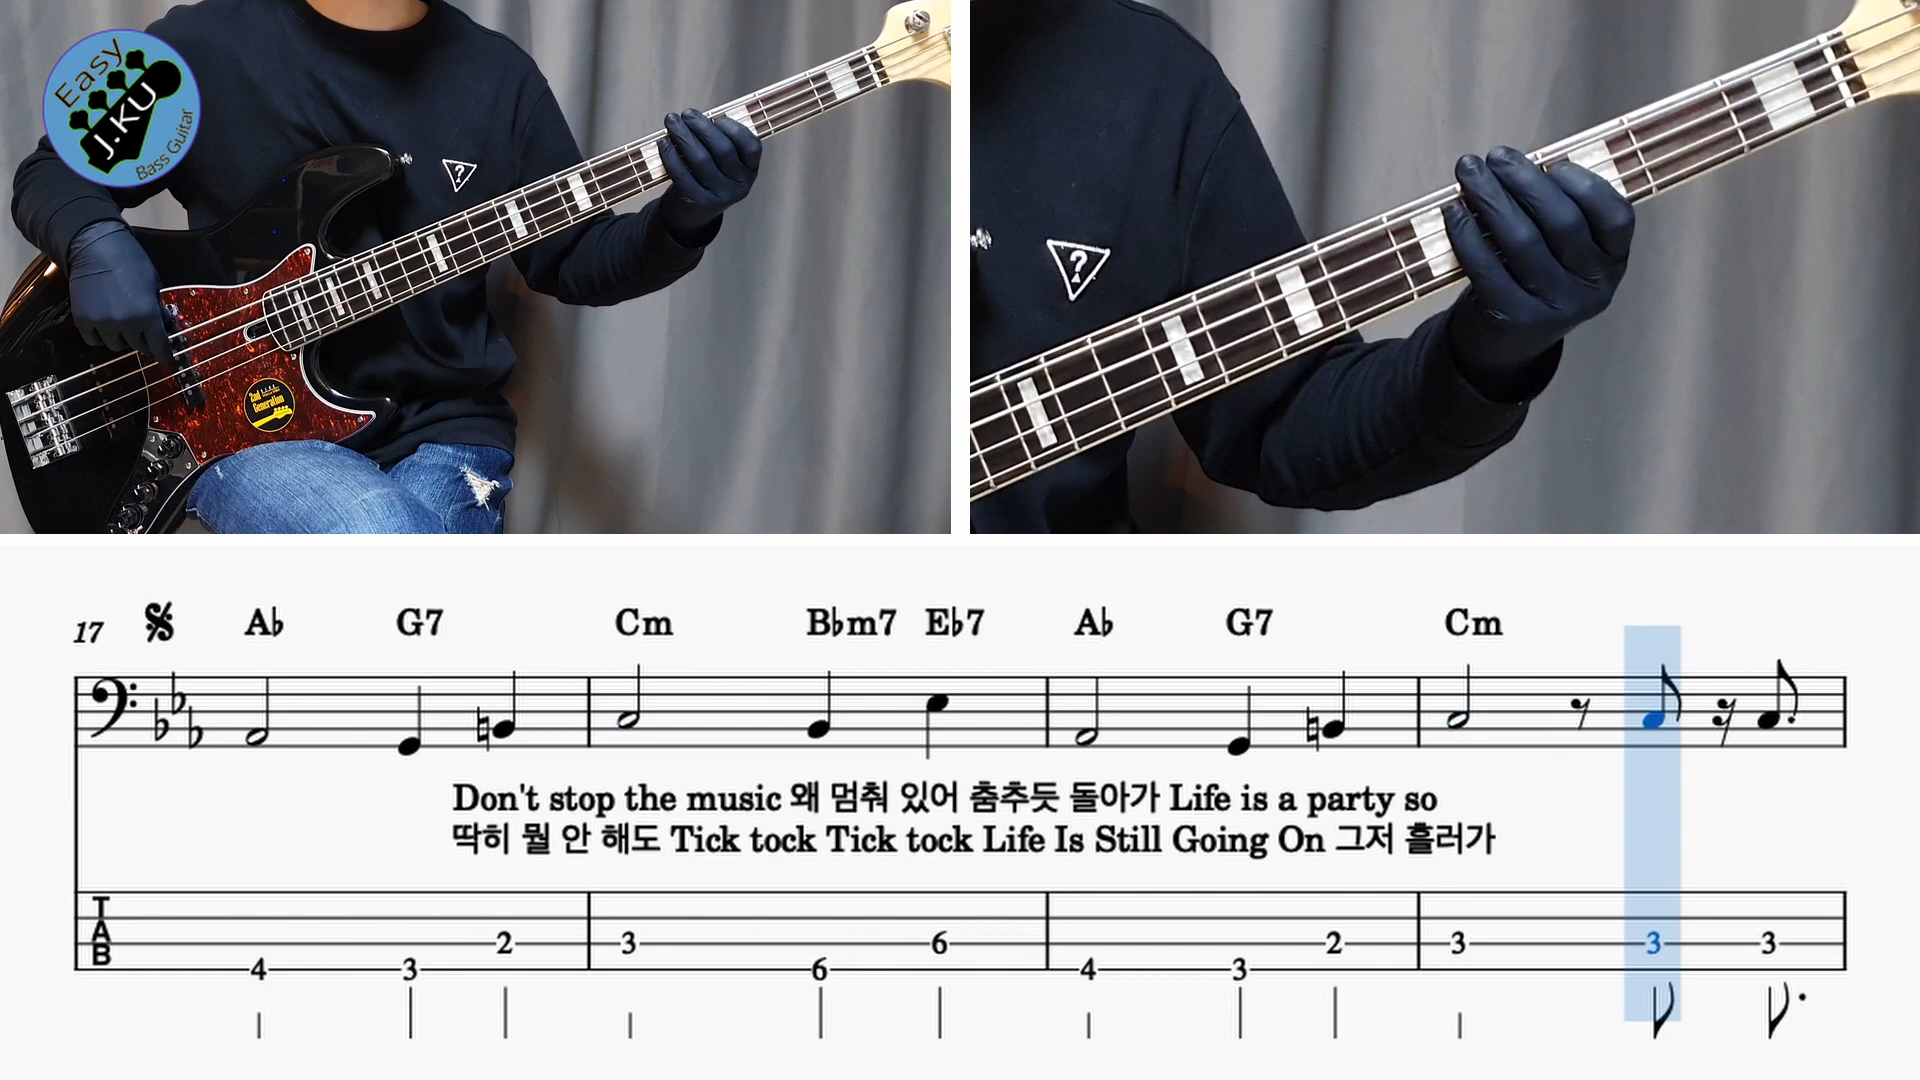 Easy
J.KU
Bass Guitar
?
?
2nd
Generation
17 A♭ G7 Cm B♭m7 E♭7 A♭ G7 Cm
Don't stop the music 왜 멈춰 있어 춤추듯 돌아가 Life is a party so
딱히 뭘 안 해도 Tick tock Tick tock Life Is Still Going On 그저 흘러가
T
A
B
2 3 6 2 3 3 3
4 3 6 4 3